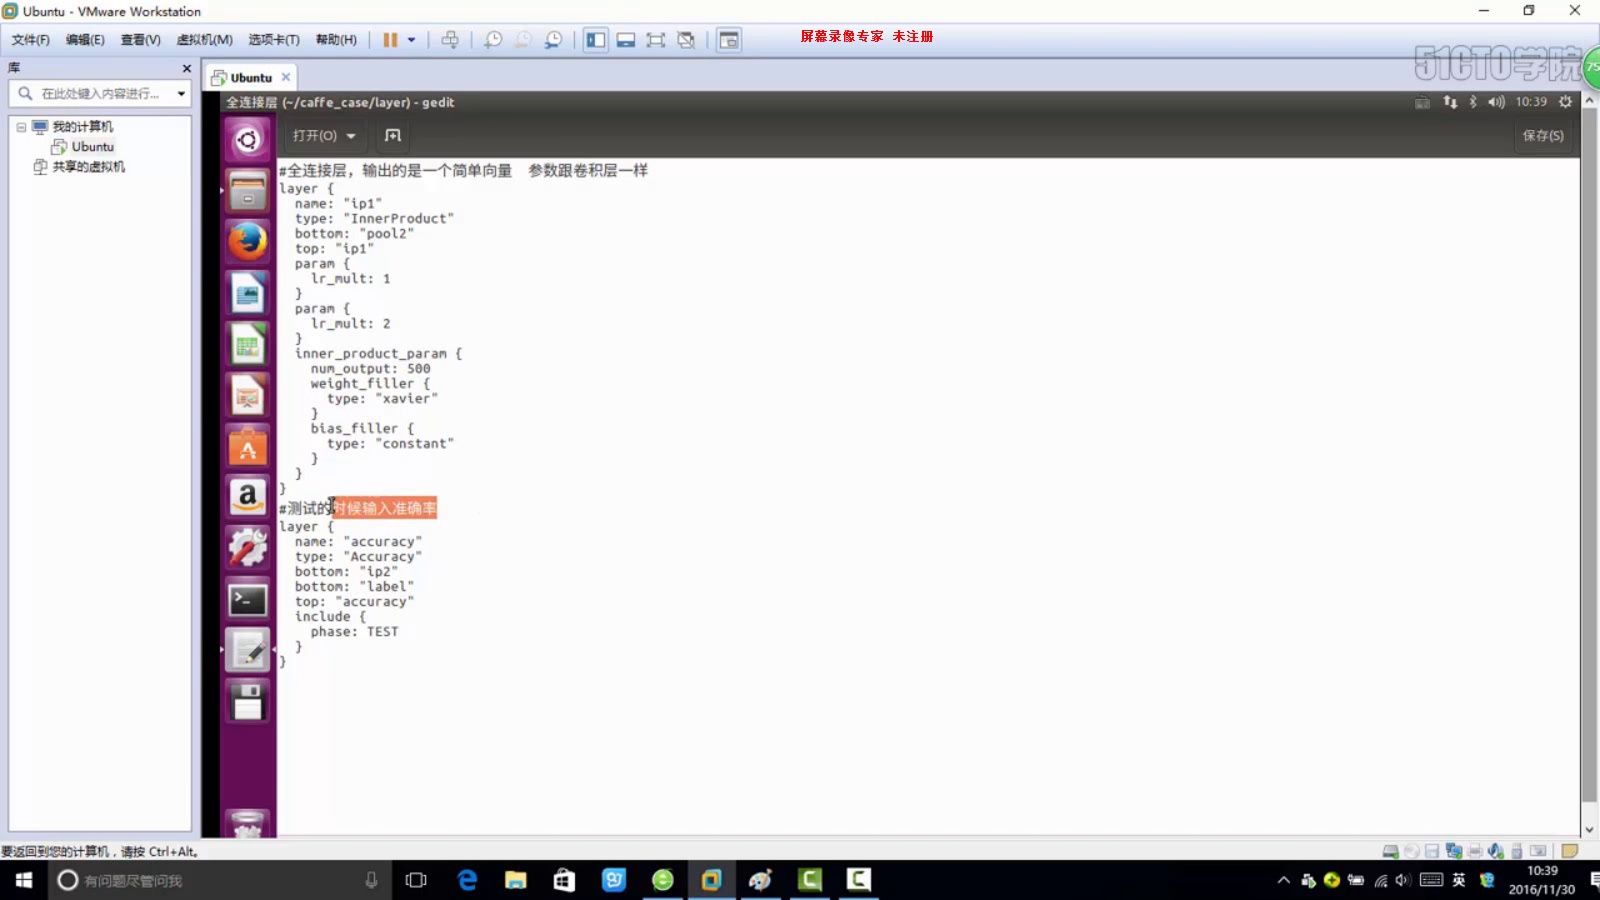 Ubuntu - VMware Workstation
文件(F) 编辑(E) 查看(V) 虚拟机(M) 选项卡(T) 帮助(H)
屏幕录像专家 未注册
51CTO学院
75
库
Ubuntu
在此处键入内容进行...
我的计算机
Ubuntu
共享的虚拟机
全连接层 (~/caffe_case/layer) - gedit
10:39
打开(O)
保存(S)
#全连接层，输出的是一个简单向量 参数跟卷积层一样
layer {
name: "ip1"
type: "InnerProduct"
bottom: "pool2"
top: "ip1"
param {
lr_mult: 1
}
param {
lr_mult: 2
}
inner_product_param {
num_output: 500
weight_filler {
type: "xavier"
}
bias_filler {
type: "constant"
}
}
}
#测试的时候输入准确率
layer {
name: "accuracy"
type: "Accuracy"
bottom: "ip2"
bottom: "label"
top: "accuracy"
include {
phase: TEST
}
}
要返回到您的计算机，请按 Ctrl+Alt。
有问题尽管问我
英
10:39
2016/11/30